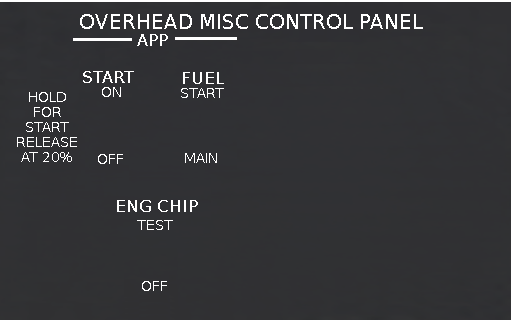 OVERHEAD MISC CONTROL PANEL
APP
START
ON
FUEL
START
HOLD
FOR
START
RELEASE
AT 20%
OFF
MAIN
ENG CHIP
TEST
OFF